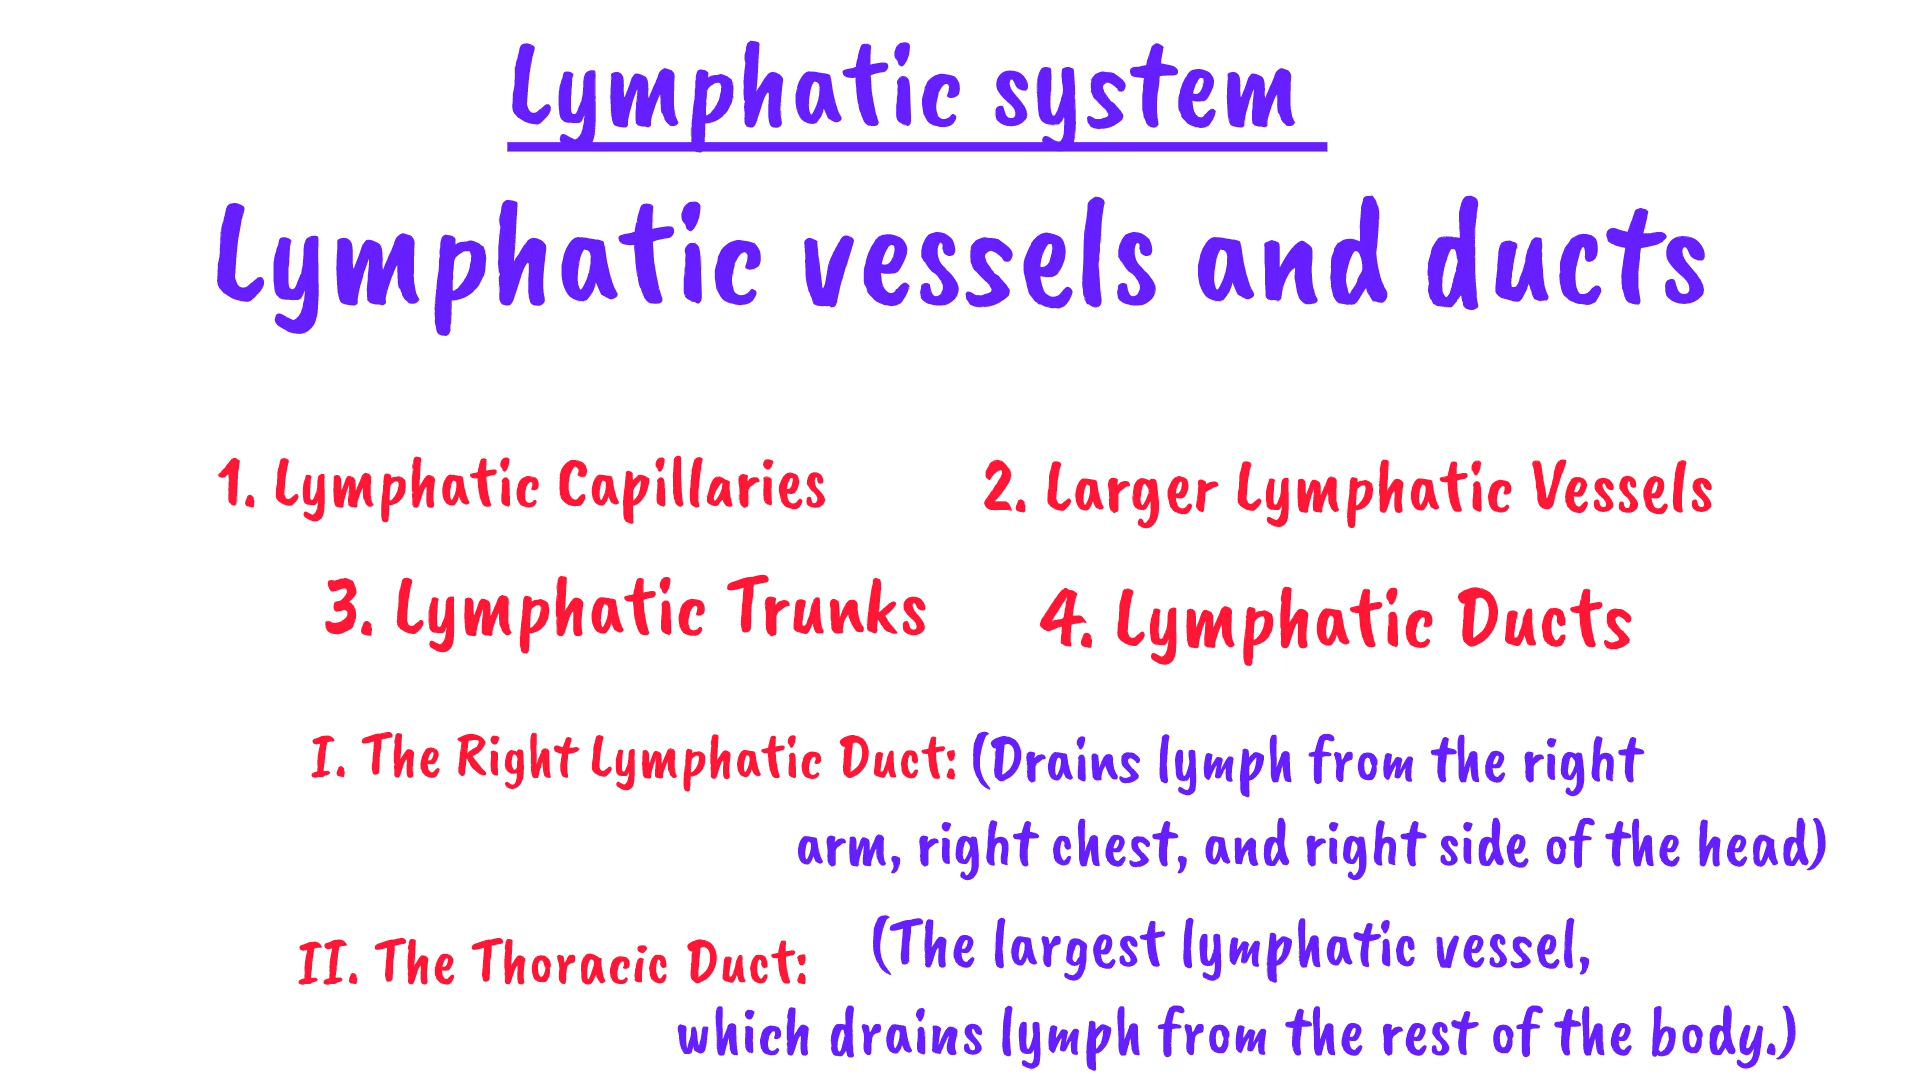 Lymphatic system
Lymphatic vessels and ducts
1. Lymphatic Capillaries
2. Larger Lymphatic Vessels
3. Lymphatic Trunks
4. Lymphatic Ducts
I. The Right Lymphatic Duct: (Drains lymph from the right
arm, right chest, and right side of the head)
II. The Thoracic Duct: (The largest lymphatic vessel,
which drains lymph from the rest of the body.)